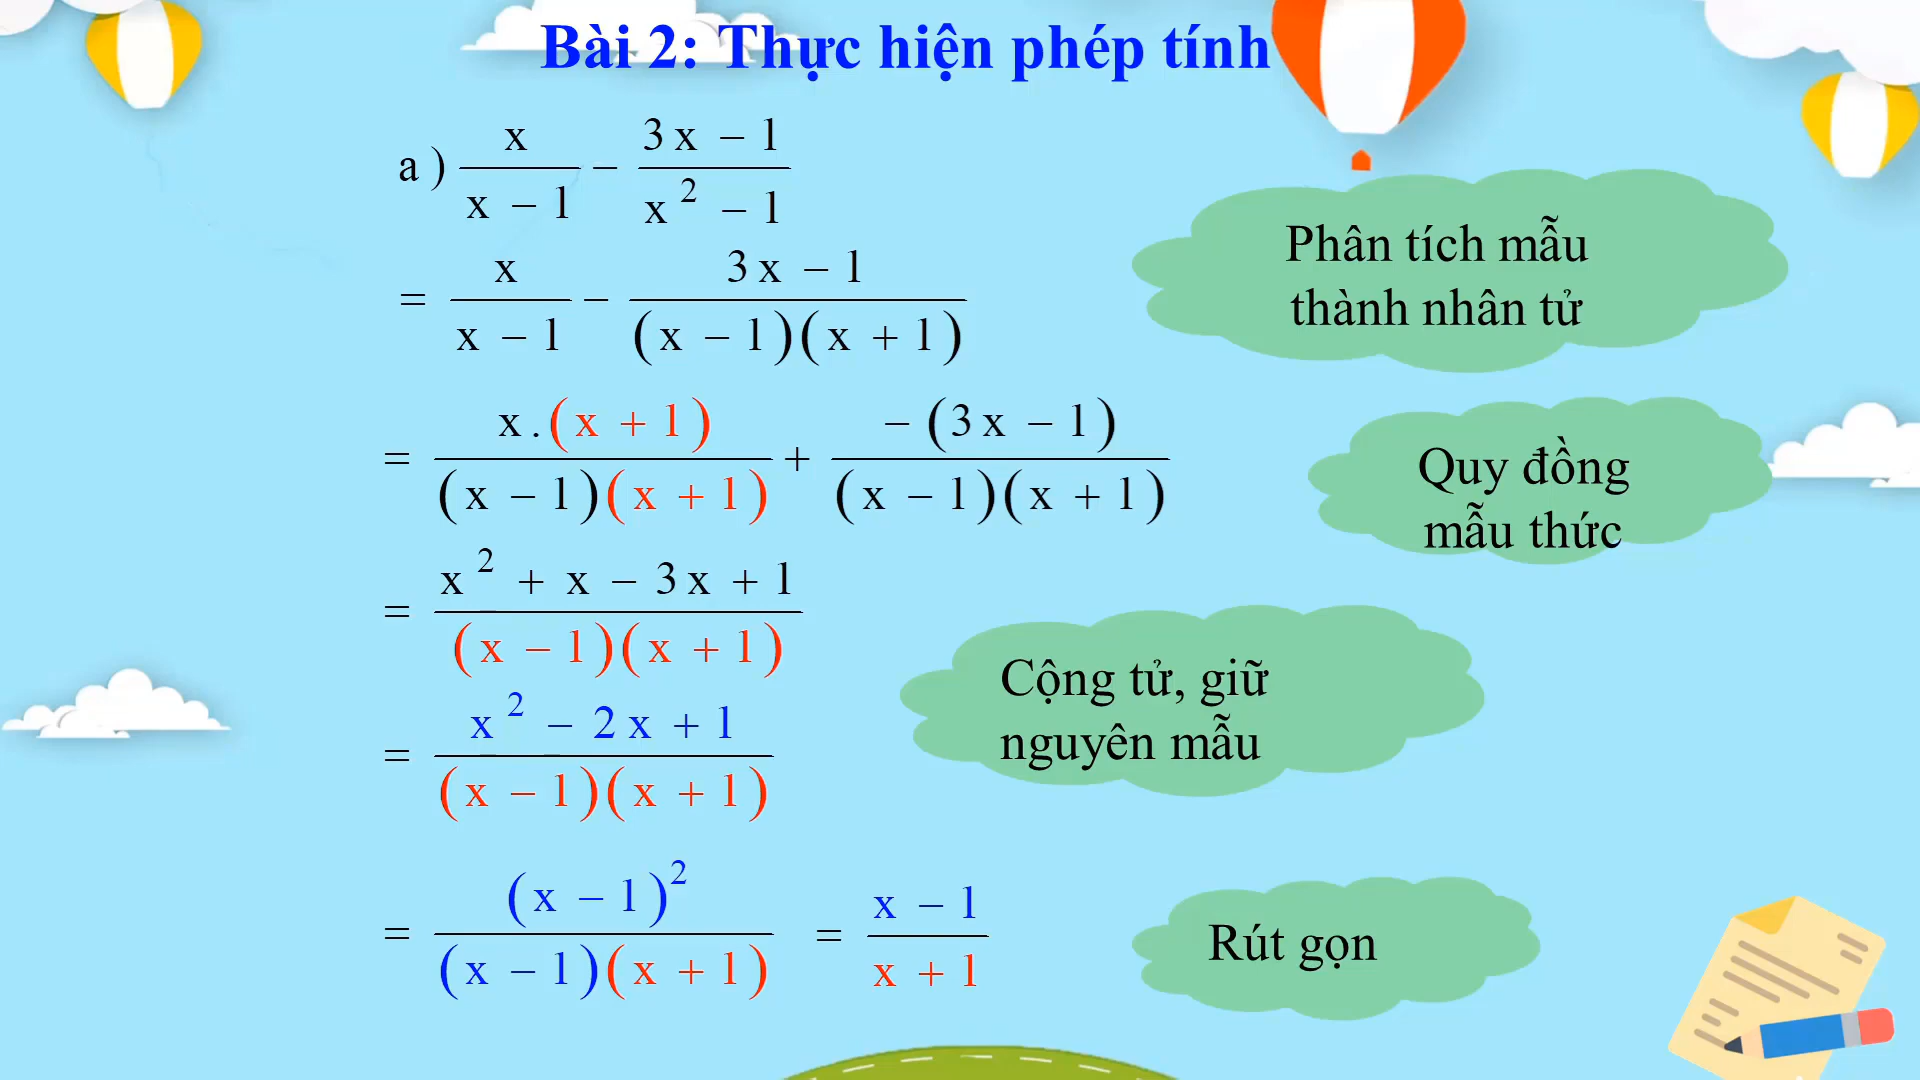 Bài 2: Thực hiện phép tính
a) x/(x − 1) − (3x − 1)/(x² − 1)
= x/(x − 1) − (3x − 1)/((x − 1)(x + 1))
Phân tích mẫu
thành nhân tử
= x.(x + 1)/((x − 1)(x + 1)) + −(3x − 1)/((x − 1)(x + 1))
Quy đồng
mẫu thức
= (x² + x − 3x + 1)/((x − 1)(x + 1))
Cộng tử, giữ
nguyên mẫu
= (x² − 2x + 1)/((x − 1)(x + 1))
= (x − 1)²/((x − 1)(x + 1)) = (x − 1)/(x + 1)
Rút gọn